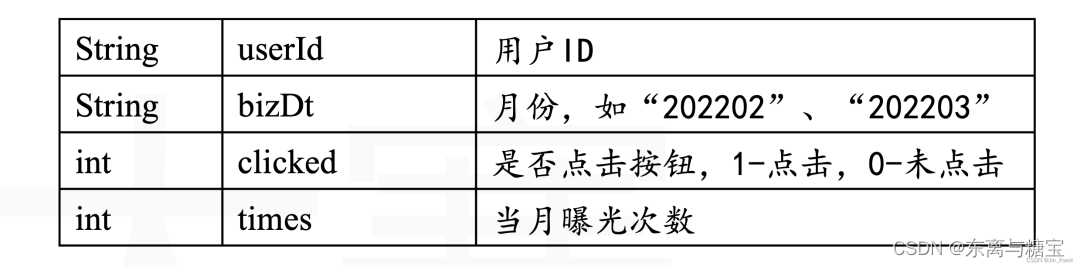 String userId 用户ID
String bizDt 月份，如“202202”、“202203”
int clicked 是否点击按钮，1-点击，0-未点击
int times 当月曝光次数
CSDN @东离与糖宝